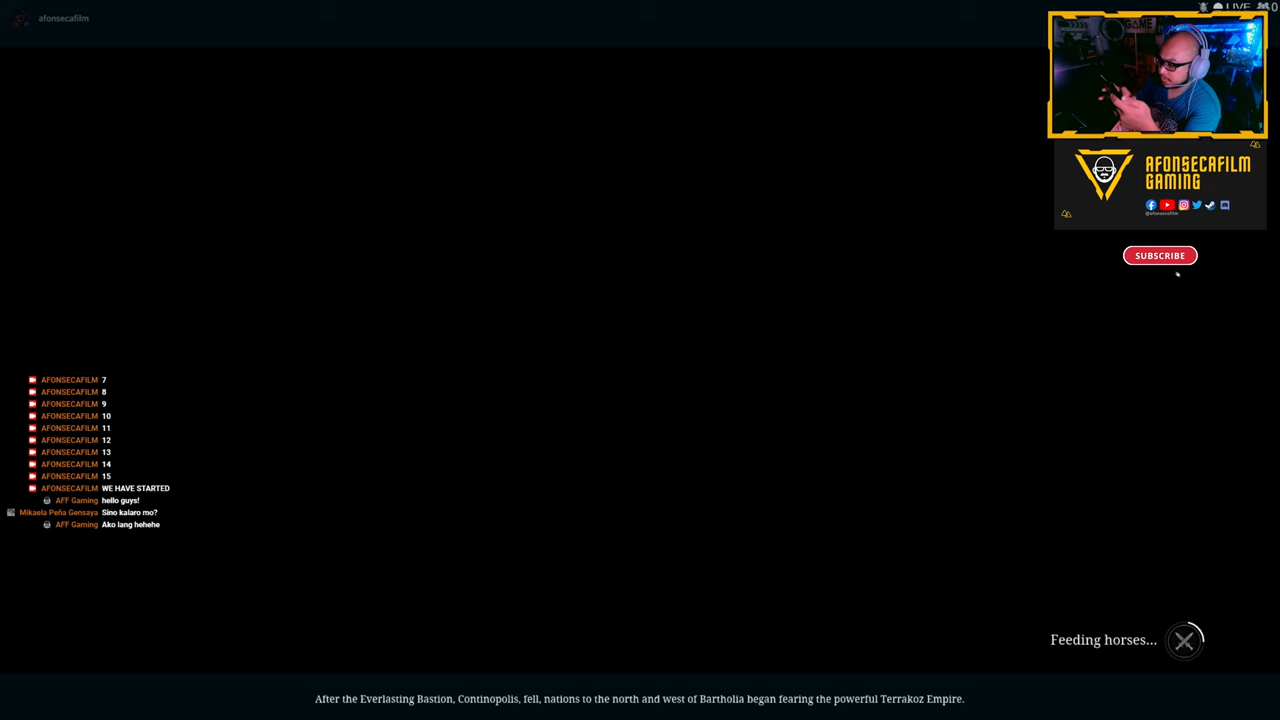 afonsecafilm
LIVE 0
GAME
AFONSECAFILM
GAMING
@afonsecafilm
SUBSCRIBE
AFONSECAFILM 7
AFONSECAFILM 8
AFONSECAFILM 9
AFONSECAFILM 10
AFONSECAFILM 11
AFONSECAFILM 12
AFONSECAFILM 13
AFONSECAFILM 14
AFONSECAFILM 15
AFONSECAFILM WE HAVE STARTED
AFF Gaming hello guys!
Mikaela Peña Gensaya Sino kalaro mo?
AFF Gaming Ako lang hehehe
Feeding horses...
After the Everlasting Bastion, Continopolis, fell, nations to the north and west of Bartholia began fearing the powerful Terrakoz Empire.